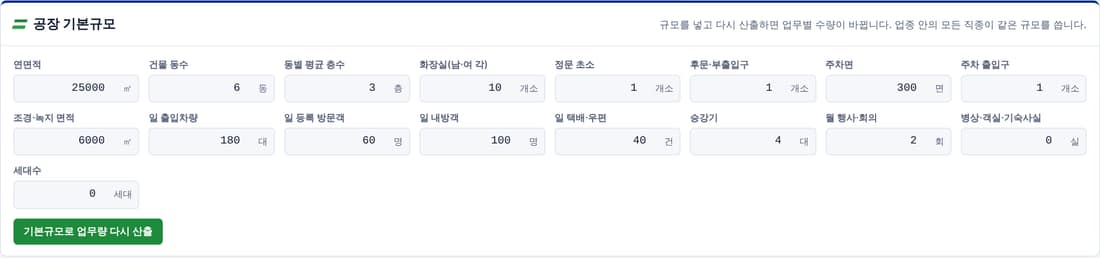 공장 기본규모
규모를 넣고 다시 산출하면 업무별 수량이 바뀝니다. 업종 안의 모든 직종이 같은 규모를 씁니다.
연면적 건물 동수 동별 평균 층수 화장실(남·여 각) 정문 초소 후문·부출입구 주차면 주차 출입구
25000 ㎡ 6 동 3 층 10 개소 1 개소 1 개소 300 면 1 개소
조경·녹지 면적 일 출입차량 일 등록 방문객 일 내방객 일 택배·우편 승강기 월 행사·회의 병상·객실·기숙사실
6000 ㎡ 180 대 60 명 100 명 40 건 4 대 2 회 0 실
세대수
0 세대
기본규모로 업무량 다시 산출